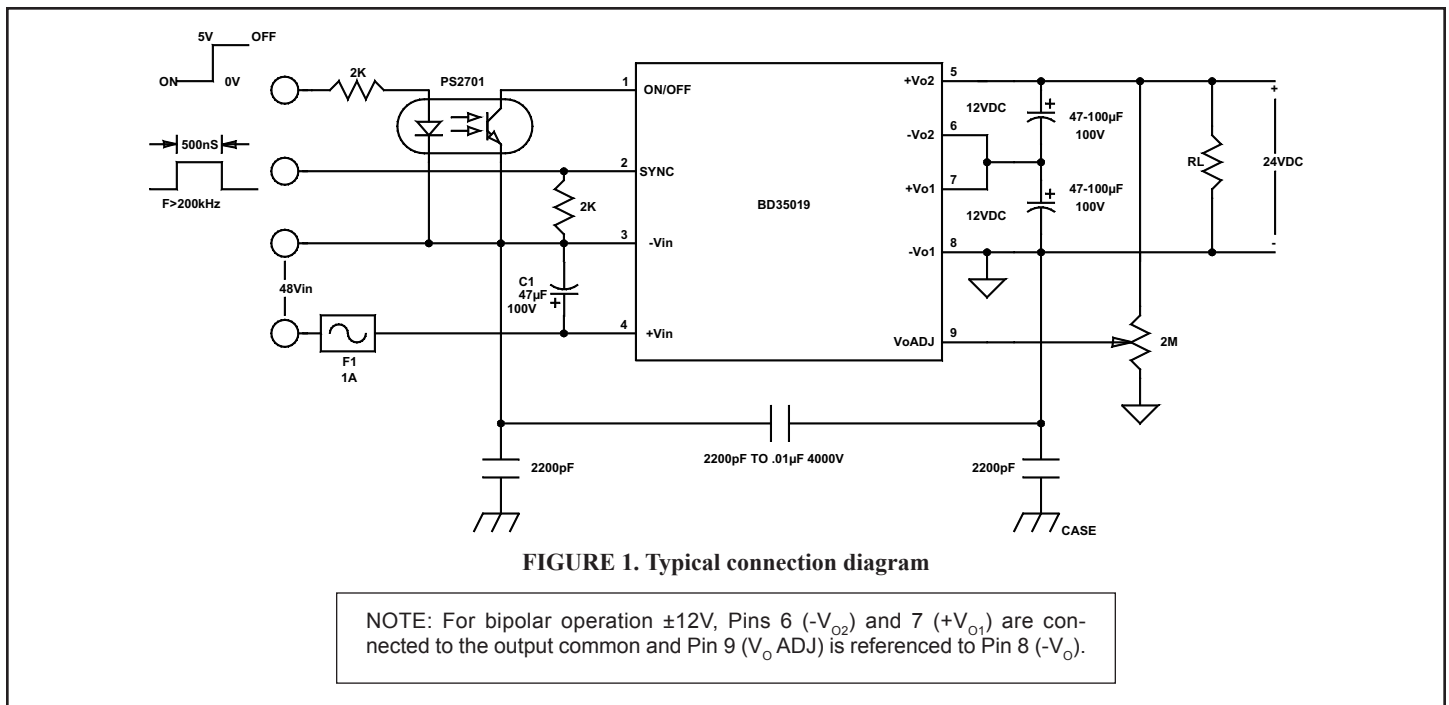 5V OFF
ON 0V
2K
PS2701
1
ON/OFF
500nS
F>200kHz
2
SYNC
2K
3
-Vin
48Vin
C1
47µF
100V
+
4
+Vin
F1
1A
BD35019
+Vo2
5
12VDC
+
47-100µF
100V
-Vo2
6
+Vo1
7
12VDC
+
47-100µF
100V
-Vo1
8
RL
+
24VDC
-
VoADJ
9
2M
2200pF
2200pF TO .01µF 4000V
2200pF
CASE
FIGURE 1. Typical connection diagram
NOTE: For bipolar operation ±12V, Pins 6 (-VO2) and 7 (+VO1) are con-
nected to the output common and Pin 9 (VO ADJ) is referenced to Pin 8 (-VO).